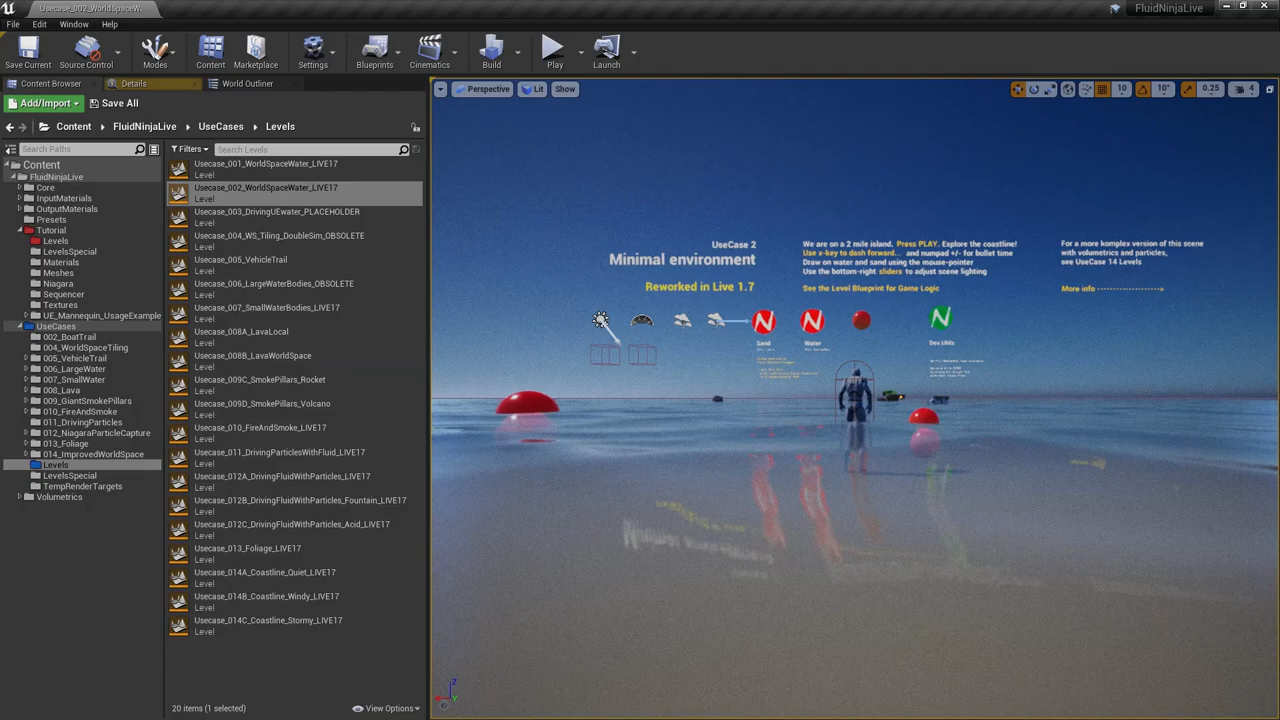 Usecase_002_WorldSpaceW.
FluidNinjaLive
File Edit Window Help
Save Current Source Control Modes Content Marketplace Settings Blueprints Cinematics Build Play Launch
Content Browser Details World Outliner
Add/Import Save All
Content FluidNinjaLive UseCases Levels
Search Paths
Filters Search Levels
Content
FluidNinjaLive
Core
InputMaterials
OutputMaterials
Presets
Tutorial
Levels
LevelsSpecial
Materials
Meshes
Niagara
Sequencer
Textures
UE_Mannequin_UsageExample
UseCases
002_BoatTrail
004_WorldSpaceTiling
005_VehicleTrail
006_LargeWater
007_SmallWater
008_Lava
009_GiantSmokePillars
010_FireAndSmoke
011_DrivingParticles
012_NiagaraParticleCapture
013_Foliage
014_ImprovedWorldSpace
Levels
LevelsSpecial
TempRenderTargets
Volumetrics
Usecase_001_WorldSpaceWater_LIVE17
Level
Usecase_002_WorldSpaceWater_LIVE17
Level
Usecase_003_DrivingUEwater_PLACEHOLDER
Level
Usecase_004_WS_Tiling_DoubleSim_OBSOLETE
Level
Usecase_005_VehicleTrail
Level
Usecase_006_LargeWaterBodies_OBSOLETE
Level
Usecase_007_SmallWaterBodies_LIVE17
Level
Usecase_008A_LavaLocal
Level
Usecase_008B_LavaWorldSpace
Level
Usecase_009C_SmokePillars_Rocket
Level
Usecase_009D_SmokePillars_Volcano
Level
Usecase_010_FireAndSmoke_LIVE17
Level
Usecase_011_DrivingParticlesWithFluid_LIVE17
Level
Usecase_012A_DrivingFluidWithParticles_LIVE17
Level
Usecase_012B_DrivingFluidWithParticles_Fountain_LIVE17
Level
Usecase_012C_DrivingFluidWithParticles_Acid_LIVE17
Level
Usecase_013_Foliage_LIVE17
Level
Usecase_014A_Coastline_Quiet_LIVE17
Level
Usecase_014B_Coastline_Windy_LIVE17
Level
Usecase_014C_Coastline_Stormy_LIVE17
Level
20 items (1 selected) View Options
Perspective Lit Show
10 10° 0.25 4
UseCase 2
Minimal environment
Reworked in Live 1.7
We are on a 2 mile island. Press PLAY. Explore the coastline!
Use x-key to dash forward... and numpad +/- for bullet time
Draw on water and sand using the mouse-pointer
Use the bottom-right sliders to adjust scene lighting
See the Level Blueprint for Game Logic
For a more komplex version of this scene
with volumetrics and particles,
see UseCase 14 Levels
More info
Sand
Water
Z
Y